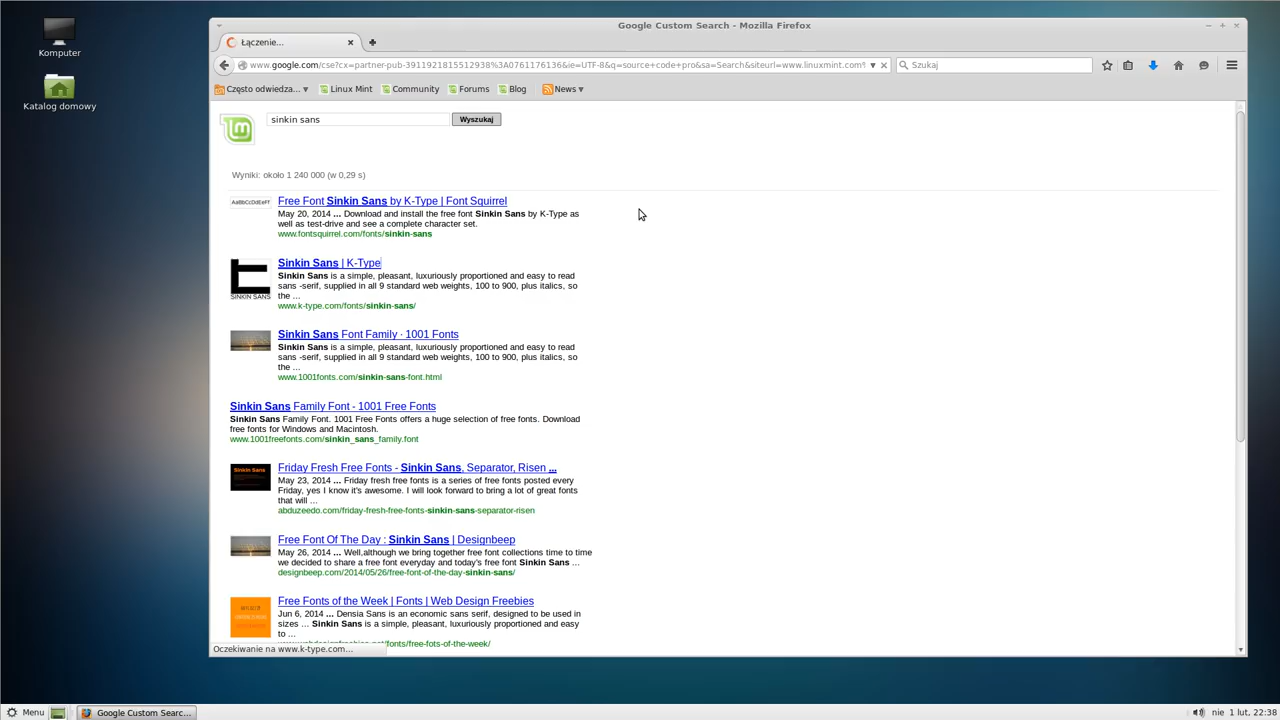 Google Custom Search - Mozilla Firefox
Komputer
Katalog domowy
Łączenie...
www.google.com/cse?cx=partner-pub-3911921815512938%3A0761176136&ie=UTF-8&q=source+code+pro&sa=Search&siteurl=www.linuxmint.com%
Szukaj
Często odwiedza...
Linux Mint
Community
Forums
Blog
News
sinkin sans
Wyszukaj
Wyniki: około 1 240 000 (w 0,29 s)
AaBbCcDdEeFf
Free Font Sinkin Sans by K-Type | Font Squirrel
May 20, 2014 ... Download and install the free font Sinkin Sans by K-Type as
well as test-drive and see a complete character set.
www.fontsquirrel.com/fonts/sinkin-sans
Sinkin Sans | K-Type
Sinkin Sans is a simple, pleasant, luxuriously proportioned and easy to read
sans -serif, supplied in all 9 standard web weights, 100 to 900, plus italics, so
the ...
SINKIN SANS
www.k-type.com/fonts/sinkin-sans/
Sinkin Sans Font Family · 1001 Fonts
Sinkin Sans is a simple, pleasant, luxuriously proportioned and easy to read
sans -serif, supplied in all 9 standard web weights, 100 to 900, plus italics, so
the ...
www.1001fonts.com/sinkin-sans-font.html
Sinkin Sans Family Font - 1001 Free Fonts
Sinkin Sans Family Font. 1001 Free Fonts offers a huge selection of free fonts. Download
free fonts for Windows and Macintosh.
www.1001freefonts.com/sinkin_sans_family.font
Friday Fresh Free Fonts - Sinkin Sans, Separator, Risen ...
Sinkin Sans
May 23, 2014 ... Friday fresh free fonts is a series of free fonts posted every
Friday, yes I know it's awesome. I will look forward to bring a lot of great fonts
that will ...
abduzeedo.com/friday-fresh-free-fonts-sinkin-sans-separator-risen
Free Font Of The Day : Sinkin Sans | Designbeep
May 26, 2014 ... Well,although we bring together free font collections time to time
we decided to share a free font everyday and today's free font Sinkin Sans ...
designbeep.com/2014/05/26/free-font-of-the-day-sinkin-sans/
Free Fonts of the Week | Fonts | Web Design Freebies
Jun 6, 2014 ... Densia Sans is an economic sans serif, designed to be used in
sizes ... Sinkin Sans is a simple, pleasant, luxuriously proportioned and easy
to ...
/fonts/free-fots-of-the-week/
Oczekiwanie na www.k-type.com...
Menu
Google Custom Searc...
nie 1 lut, 22:38